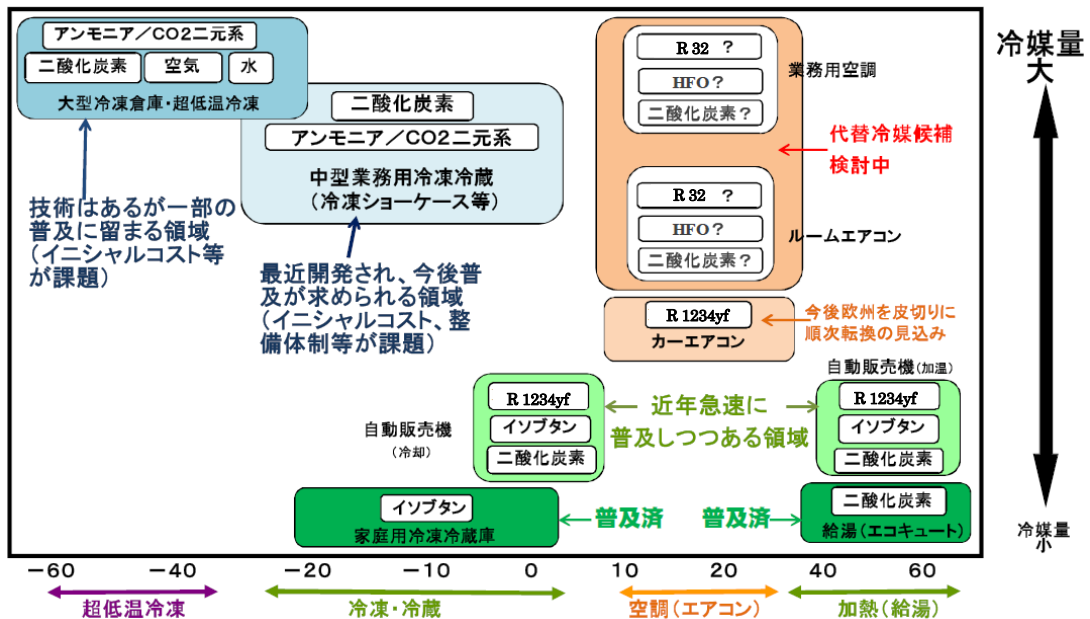 アンモニア／CO2二元系
二酸化炭素
空気
水
大型冷凍倉庫・超低温冷凍
二酸化炭素
アンモニア／CO2二元系
中型業務用冷凍冷蔵
（冷凍ショーケース等）
技術はあるが一部の
普及に留まる領域
（イニシャルコスト等
が課題）
最近開発され、今後普
及が求められる領域
（イニシャルコスト、整
備体制等が課題）
R 32 ？
HFO？
二酸化炭素？
業務用空調
代替冷媒候補
検討中
R 32 ？
HFO？
二酸化炭素？
ルームエアコン
R 1234yf
カーエアコン
今後欧州を皮切りに
順次転換の見込み
自動販売機
（冷却）
R 1234yf
イソブタン
二酸化炭素
近年急速に
普及しつつある領域
自動販売機（加温）
R 1234yf
イソブタン
二酸化炭素
イソブタン
家庭用冷凍冷蔵庫
普及済
普及済
二酸化炭素
給湯（エコキュート）
冷媒量
大
冷媒量
小
−60
−40
−20
−10
0
10
20
40
60
超低温冷凍
冷凍・冷蔵
空調（エアコン）
加熱（給湯）